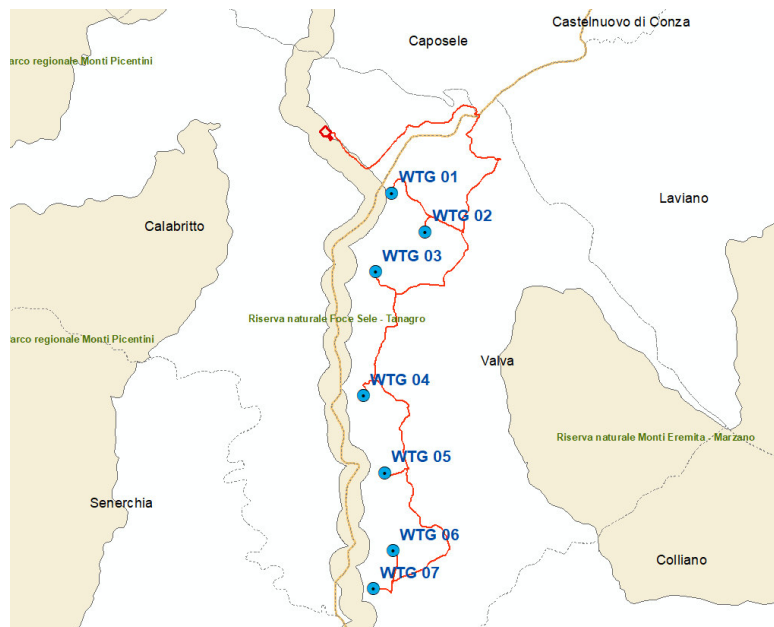 Castelnuovo di Conza
Caposele
arco regionale Monti Picentini
WTG 01
Laviano
WTG 02
Calabritto
WTG 03
Riserva naturale Foce Sele - Tanagro
arco regionale Monti Picentini
Valva
WTG 04
Riserva naturale Monti Eremita - Marzano
WTG 05
Senerchia
WTG 06
Colliano
WTG 07